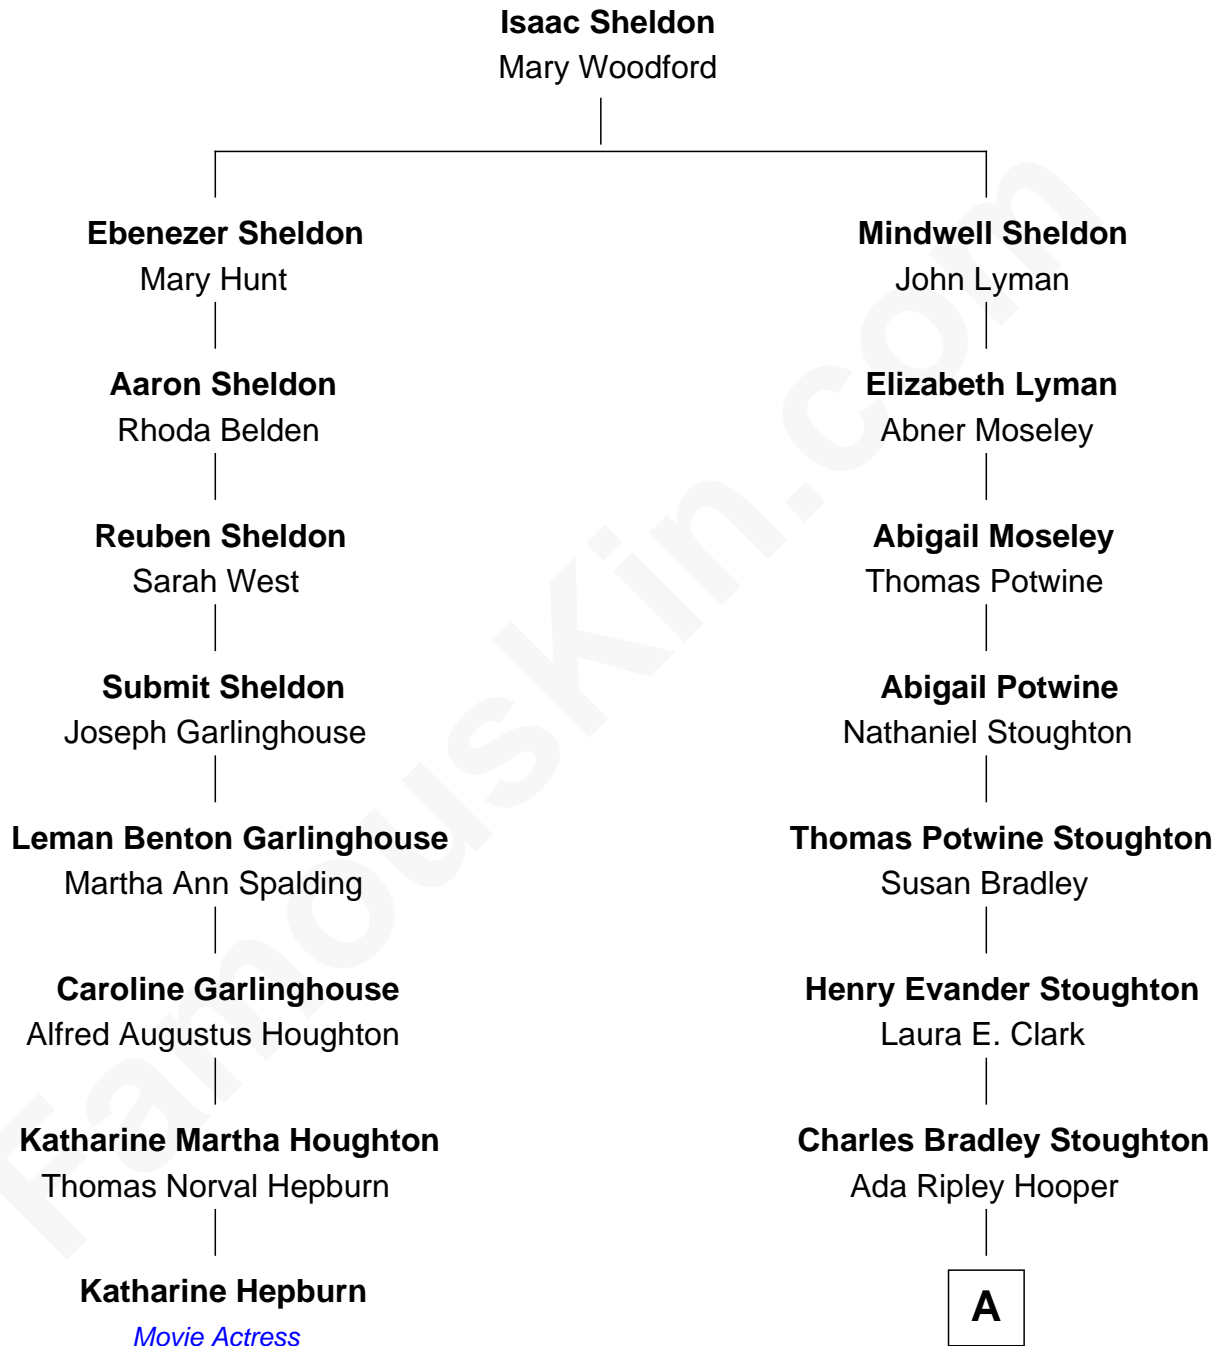 Isaac Sheldon
Mary Woodford
Ebenezer Sheldon
Mary Hunt
Mindwell Sheldon
John Lyman
Aaron Sheldon
Rhoda Belden
Elizabeth Lyman
Abner Moseley
Reuben Sheldon
Sarah West
Abigail Moseley
Thomas Potwine
Submit Sheldon
Joseph Garlinghouse
Abigail Potwine
Nathaniel Stoughton
Leman Benton Garlinghouse
Martha Ann Spalding
Thomas Potwine Stoughton
Susan Bradley
Caroline Garlinghouse
Alfred Augustus Houghton
Henry Evander Stoughton
Laura E. Clark
Katharine Martha Houghton
Thomas Norval Hepburn
Charles Bradley Stoughton
Ada Ripley Hooper
Katharine Hepburn
Movie Actress
A
FamousKin.com